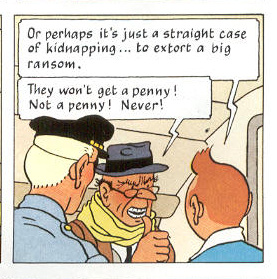 Or perhaps it's just a straight case
of kidnapping... to extort a big
ransom.
They won't get a penny!
Not a penny! Never!